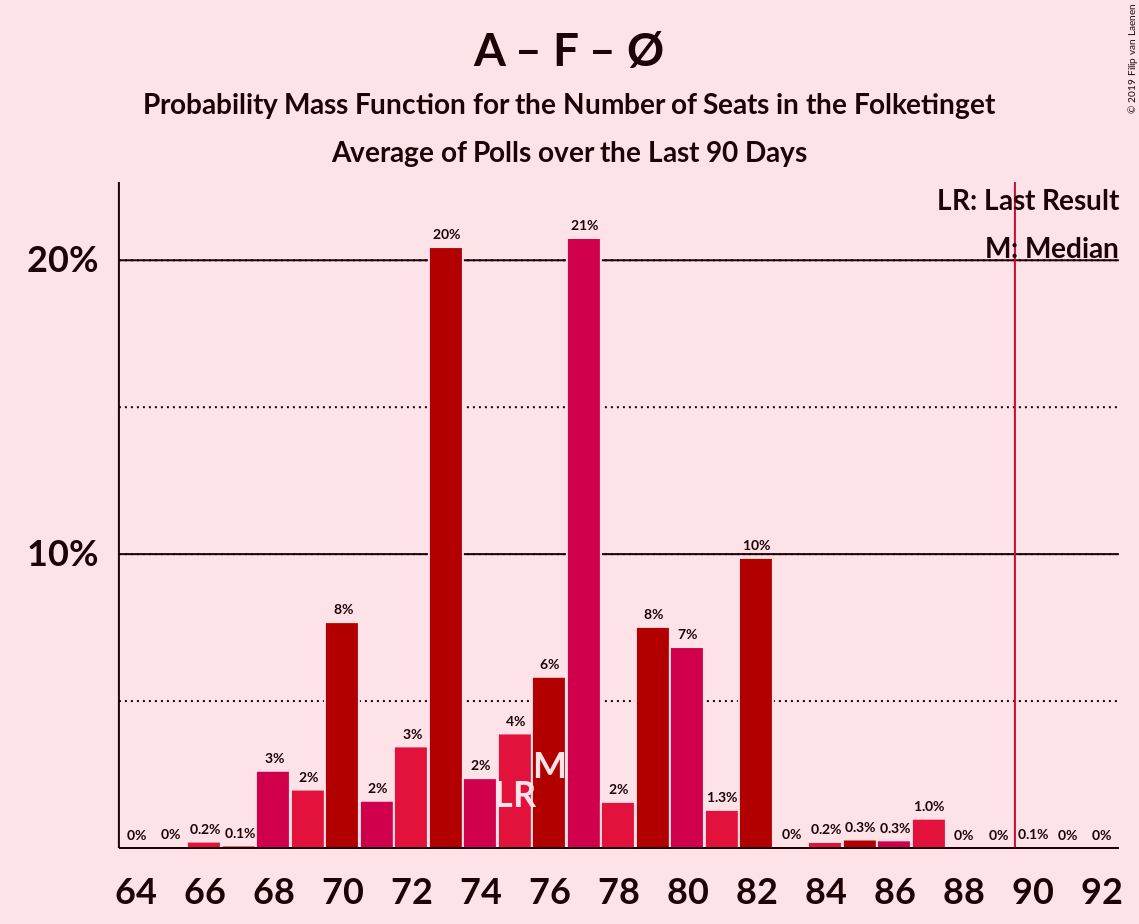 A – F – Ø
Probability Mass Function for the Number of Seats in the Folketinget
Average of Polls over the Last 90 Days
© 2019 Filip van Laenen
LR: Last Result
M: Median
20%
10%
0% 0% 0.2% 0.1% 3% 2% 8% 2% 3% 20% 2% 4% 6% 21% 2% 8% 7% 1.3% 10% 0% 0.2% 0.3% 0.3% 1.0% 0% 0% 0.1% 0% 0%
M
LR
64 66 68 70 72 74 76 78 80 82 84 86 88 90 92